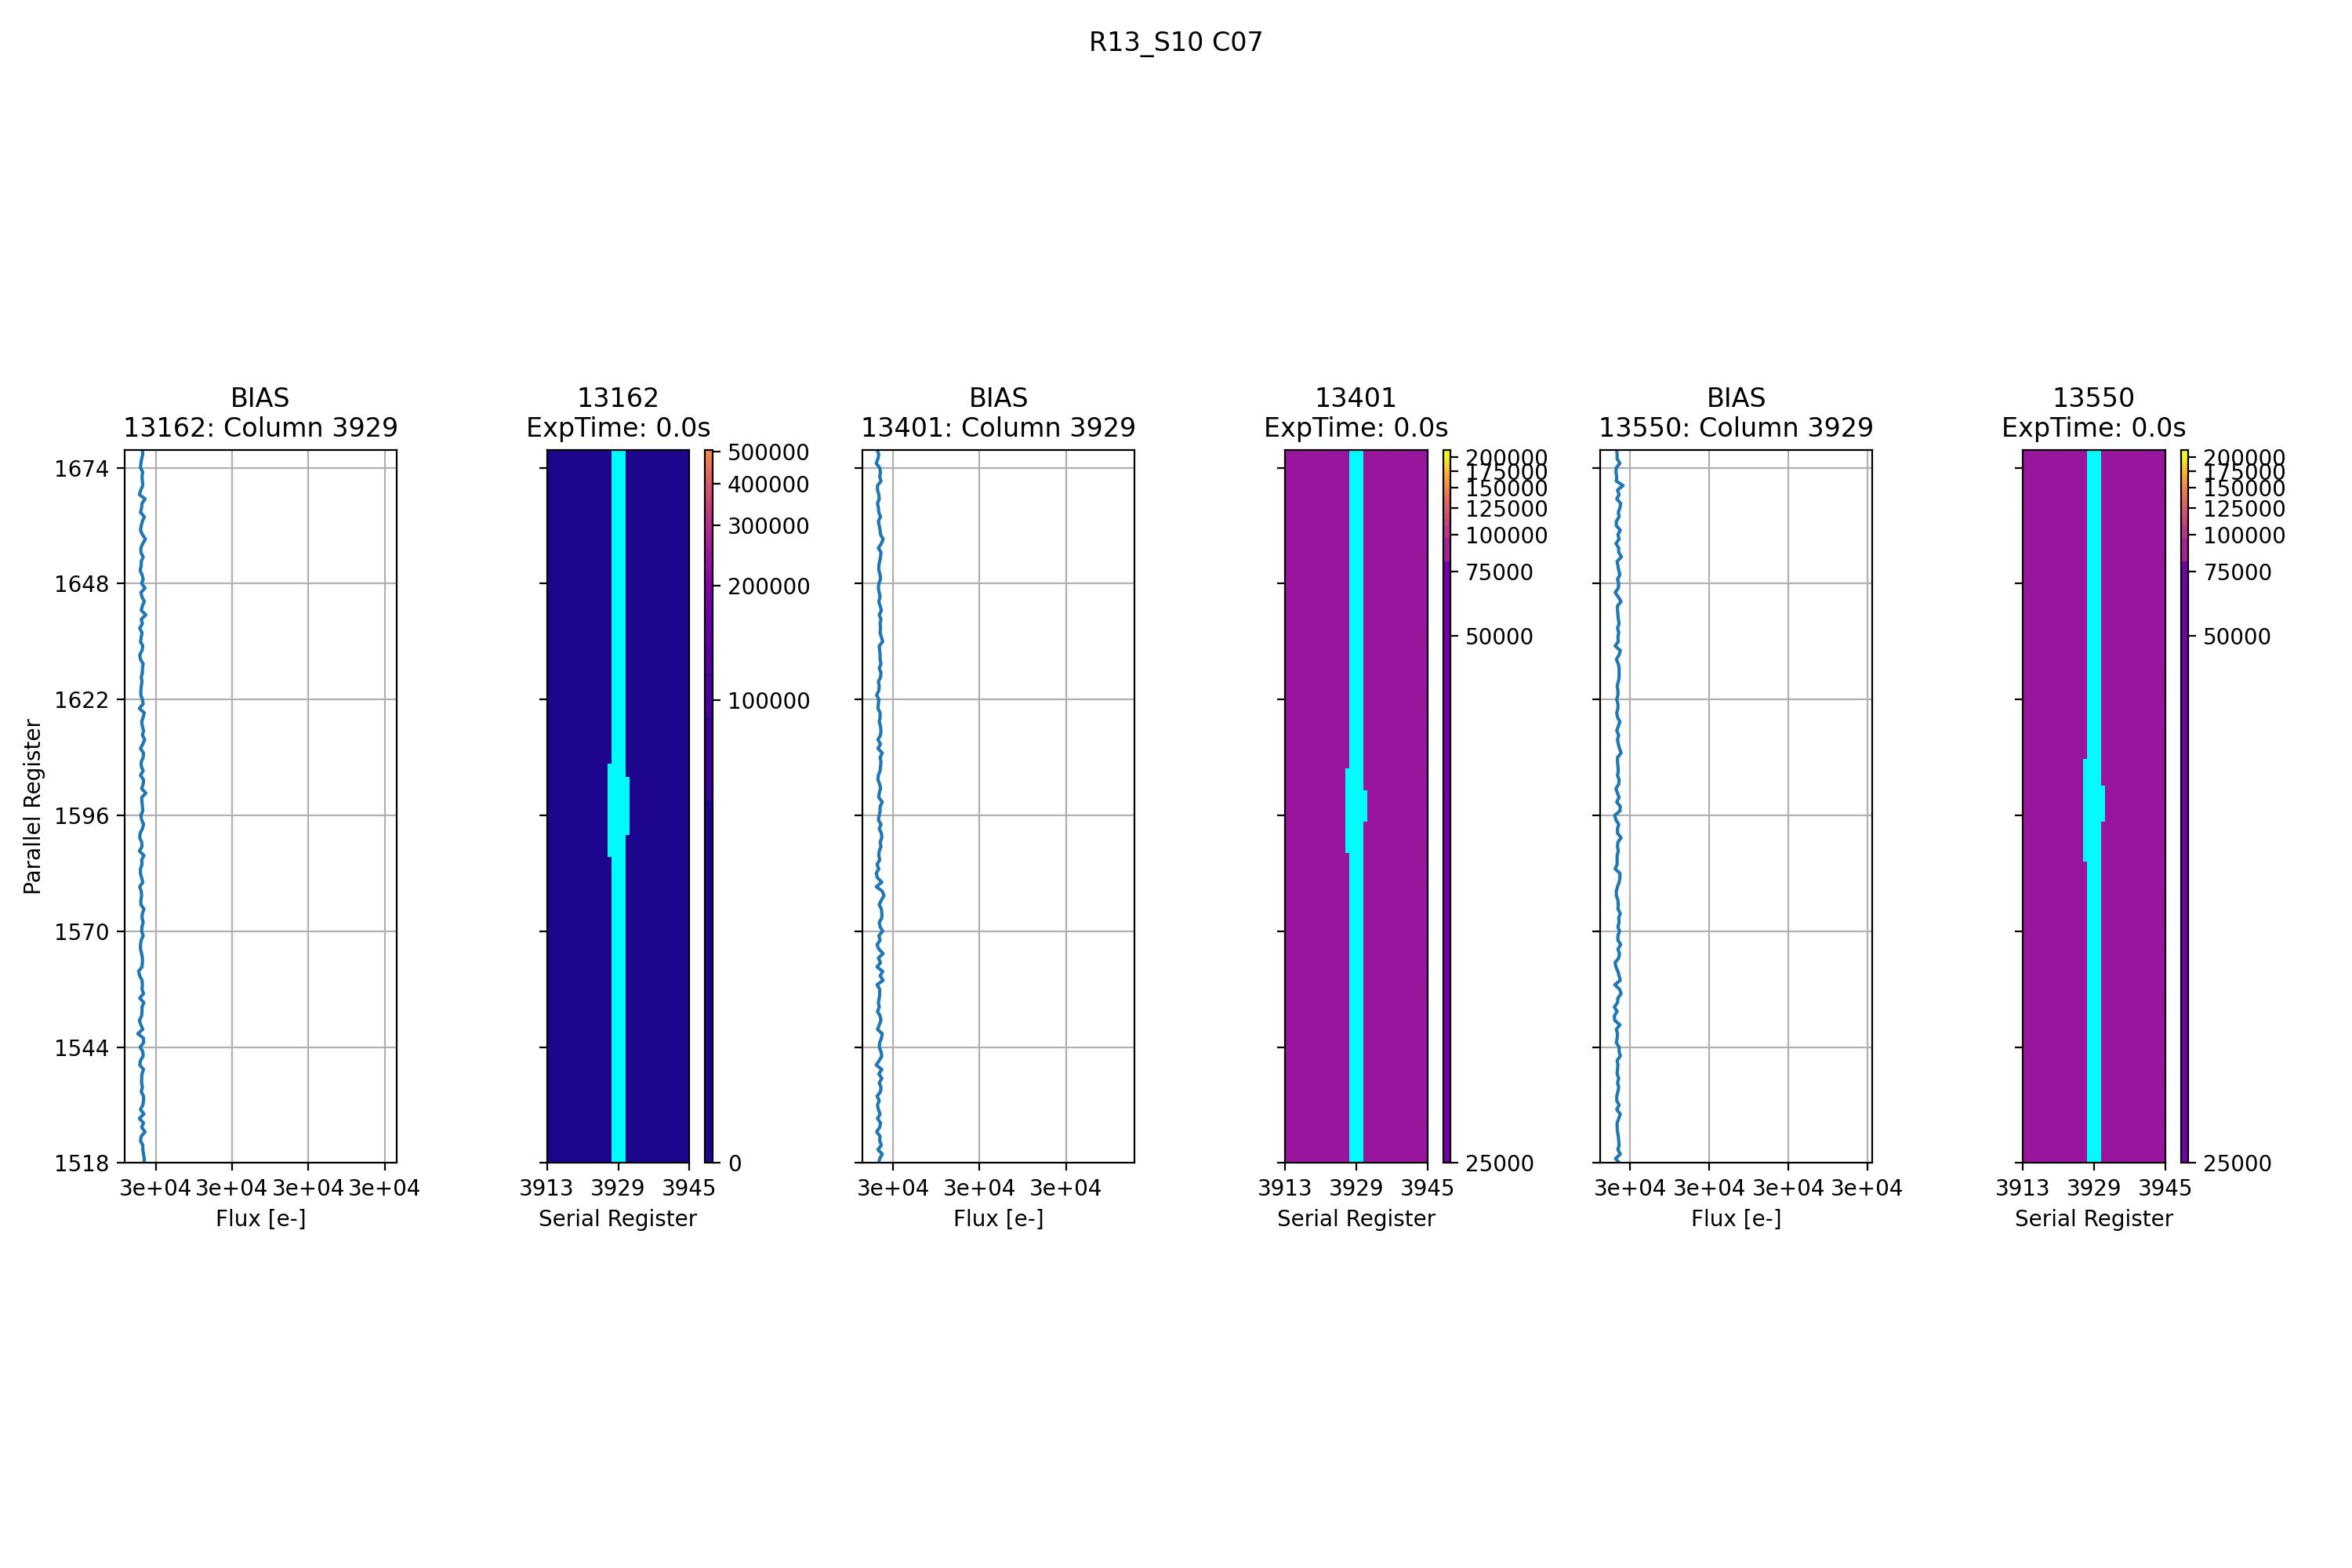 R13_S10 C07
BIAS
13162: Column 3929
13162
ExpTime: 0.0s
BIAS
13401: Column 3929
13401
ExpTime: 0.0s
BIAS
13550: Column 3929
13550
ExpTime: 0.0s
Parallel Register
1674
1648
1622
1596
1570
1544
1518
3e+04 3e+04 3e+04 3e+04
Flux [e-]
500000
400000
300000
200000
100000
0
3913 3929 3945
Serial Register
3e+04 3e+04 3e+04
Flux [e-]
200000
175000
150000
125000
100000
75000
50000
25000
3913 3929 3945
Serial Register
3e+04 3e+04 3e+04 3e+04
Flux [e-]
200000
175000
150000
125000
100000
75000
50000
25000
3913 3929 3945
Serial Register